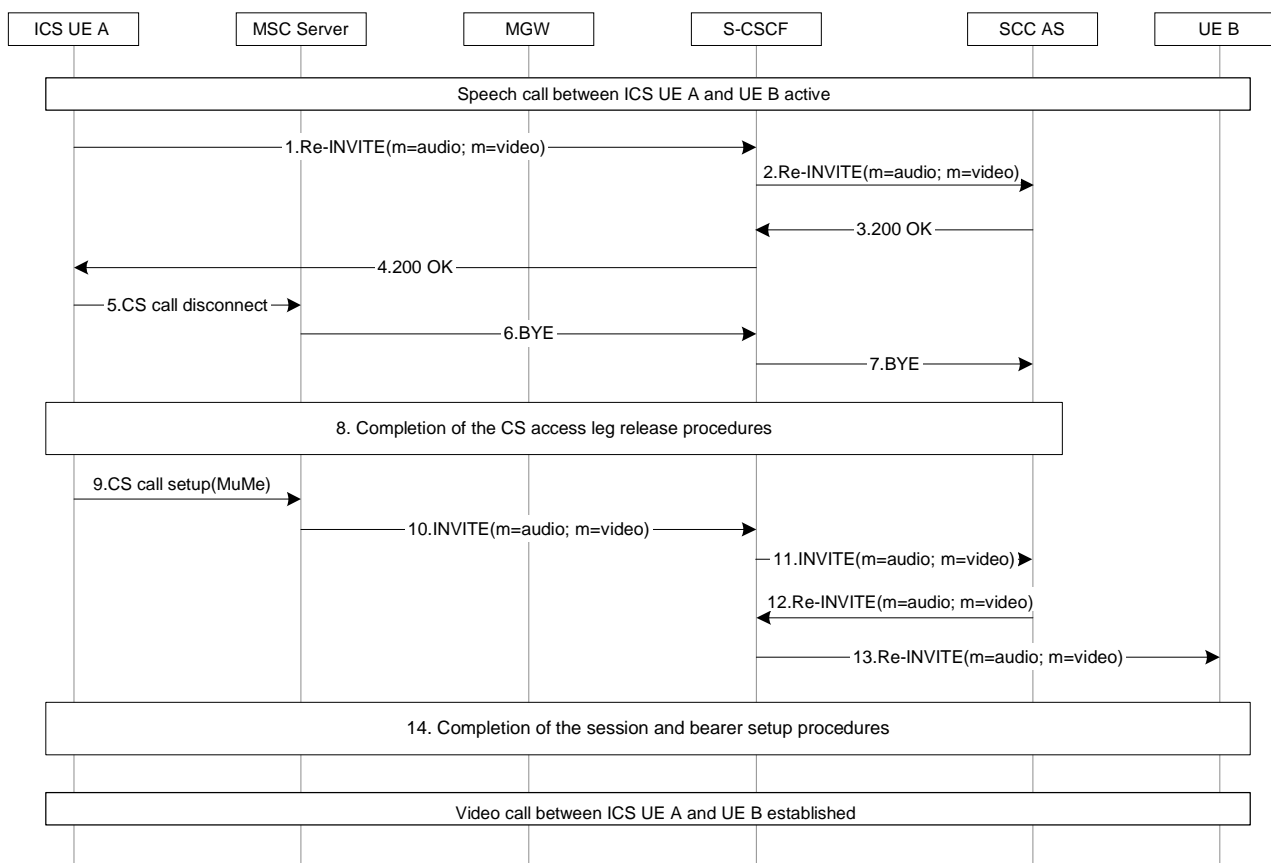 ICS UE A
MSC Server
MGW
S-CSCF
SCC AS
UE B
Speech call between ICS UE A and UE B active
1.Re-INVITE(m=audio; m=video)
2.Re-INVITE(m=audio; m=video)
3.200 OK
4.200 OK
5.CS call disconnect
6.BYE
7.BYE
8. Completion of the CS access leg release procedures
9.CS call setup(MuMe)
10.INVITE(m=audio; m=video)
11.INVITE(m=audio; m=video)
12.Re-INVITE(m=audio; m=video)
13.Re-INVITE(m=audio; m=video)
14. Completion of the session and bearer setup procedures
Video call between ICS UE A and UE B established